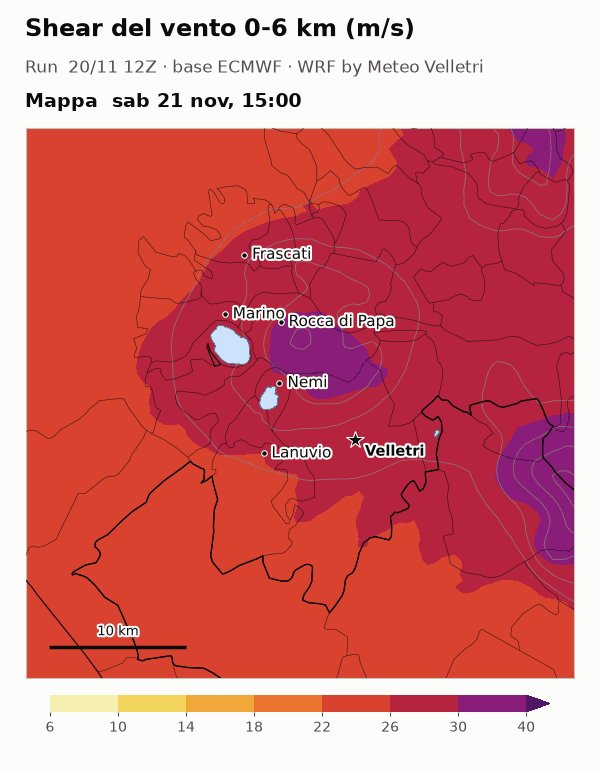 Shear del vento 0-6 km (m/s)
Run 20/11 12Z · base ECMWF · WRF by Meteo Velletri
Mappa sab 21 nov, 15:00
Frascati
Marino
Rocca di Papa
Nemi
Velletri
Lanuvio
10 km
6 10 14 18 22 26 30 40